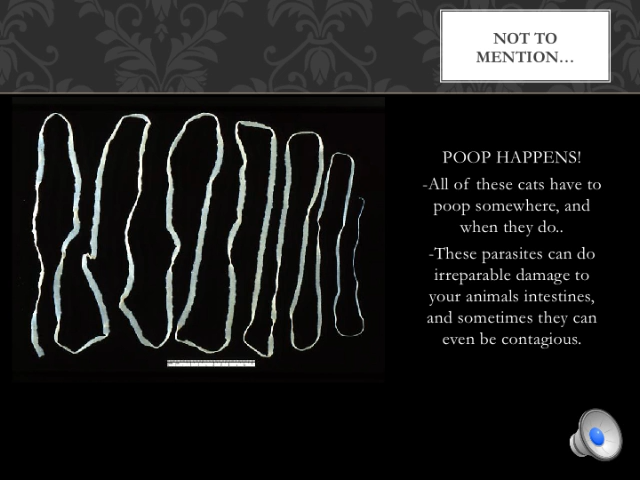 NOT TO
MENTION…
POOP HAPPENS!
-All of these cats have to
poop somewhere, and
when they do..
-These parasites can do
irreparable damage to
your animals intestines,
and sometimes they can
even be contagious.